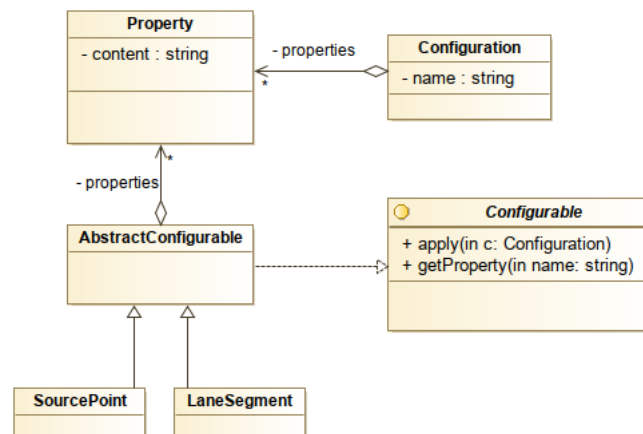 Property
- content : string
- properties
*
Configuration
- name : string
*
- properties
AbstractConfigurable
Configurable
+ apply(in c: Configuration)
+ getProperty(in name: string)
SourcePoint
LaneSegment